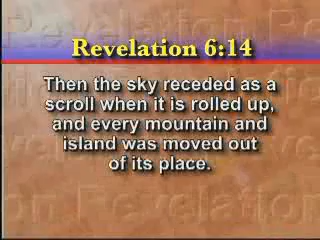 Revelation 6:14
Then the sky receded as a
scroll when it is rolled up,
and every mountain and
island was moved out
of its place.